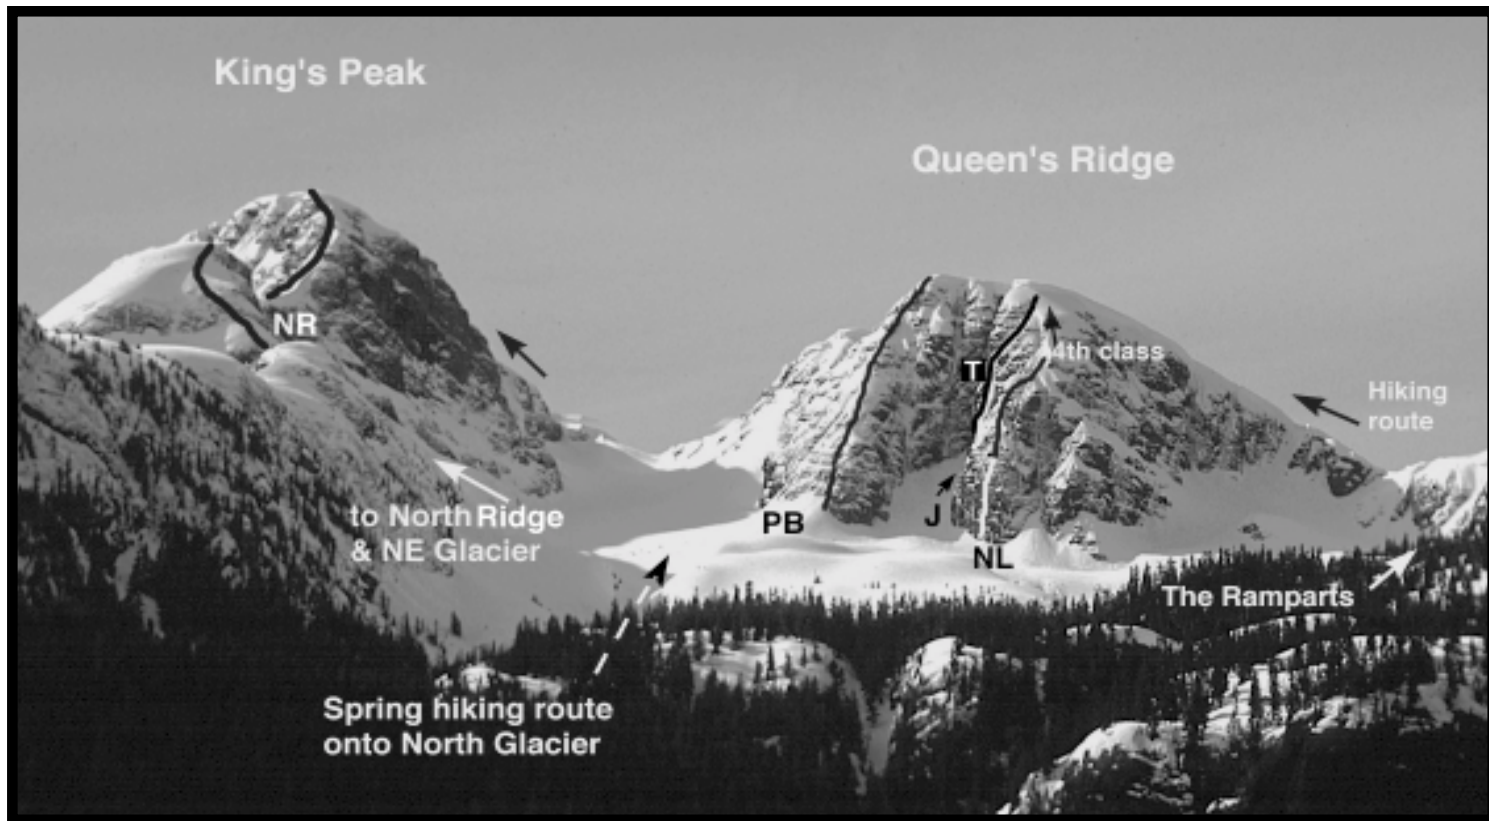 King's Peak
Queen's Ridge
NR
T
4th class
Hiking
route
PB
J
NL
to North Ridge
& NE Glacier
The Ramparts
Spring hiking route
onto North Glacier